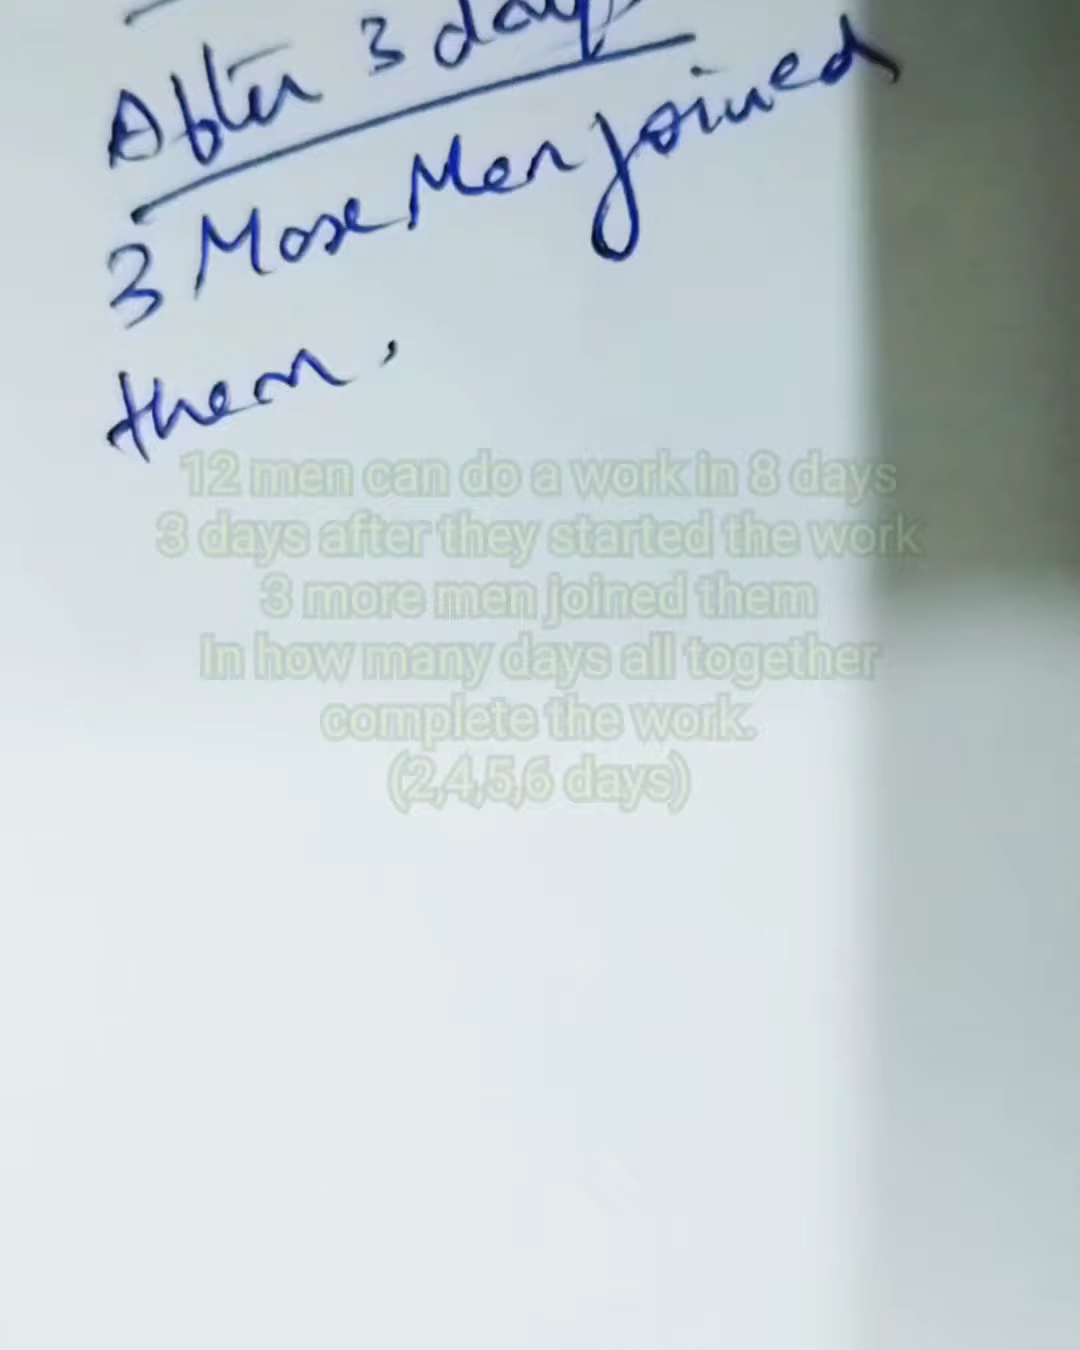 After 3 days
3 More Men joined
them.
12 men can do a work in 8 days
3 days after they started the work
3 more men joined them
In how many days all together
complete the work.
(2,4,5,6 days)